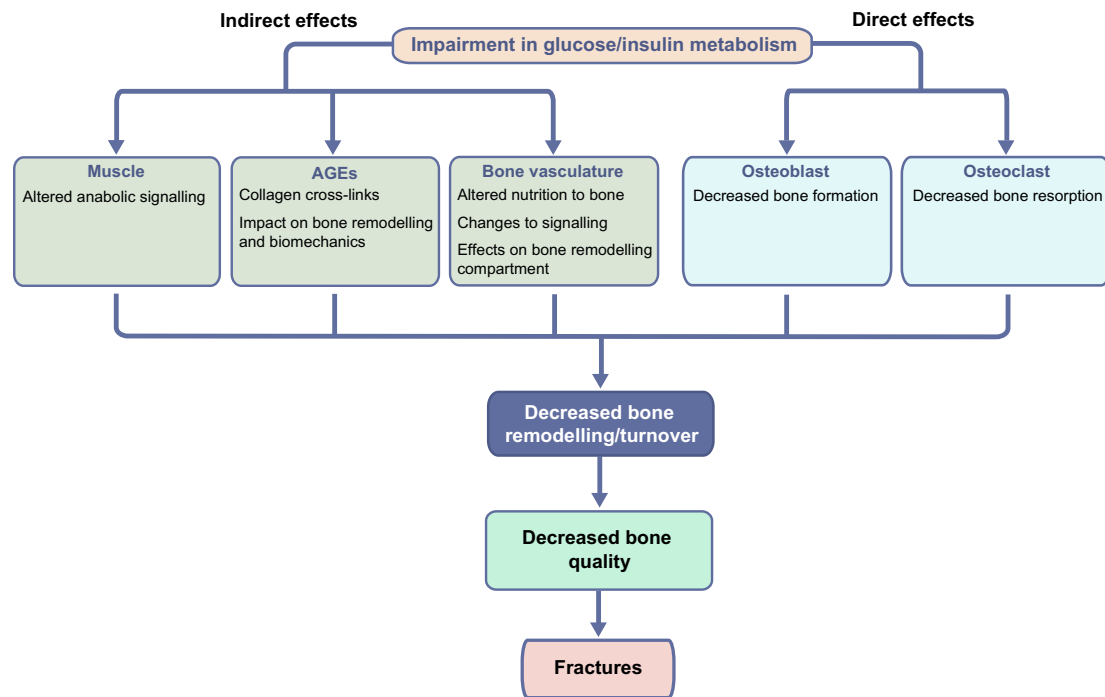 Indirect effects
Direct effects
Impairment in glucose/insulin metabolism
Muscle
Altered anabolic signalling
AGEs
Collagen cross-links
Impact on bone remodelling
and biomechanics
Bone vasculature
Altered nutrition to bone
Changes to signalling
Effects on bone remodelling
compartment
Osteoblast
Decreased bone formation
Osteoclast
Decreased bone resorption
Decreased bone
remodelling/turnover
Decreased bone
quality
Fractures